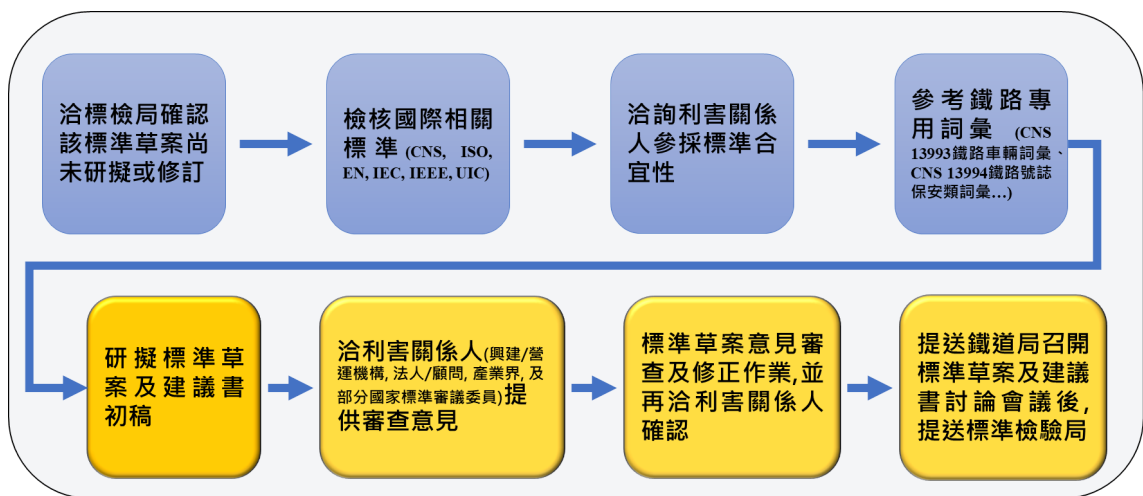 洽標檢局確認
該標準草案尚
未研擬或修訂
檢核國際相關
標準(CNS, ISO,
EN, IEC, IEEE, UIC)
洽詢利害關係
人參採標準合
宜性
參考鐵路專
用詞彙 (CNS
13993鐵路車輛詞彙、
CNS 13994鐵路號誌
保安類詞彙…)
研擬標準草
案及建議書
初稿
洽利害關係人(興建/營
運機構, 法人/顧問, 產業界, 及
部分國家標準審議委員)提
供審查意見
標準草案意見審
查及修正作業,並
再洽利害關係人
確認
提送鐵道局召開
標準草案及建議
書討論會議後,
提送標準檢驗局